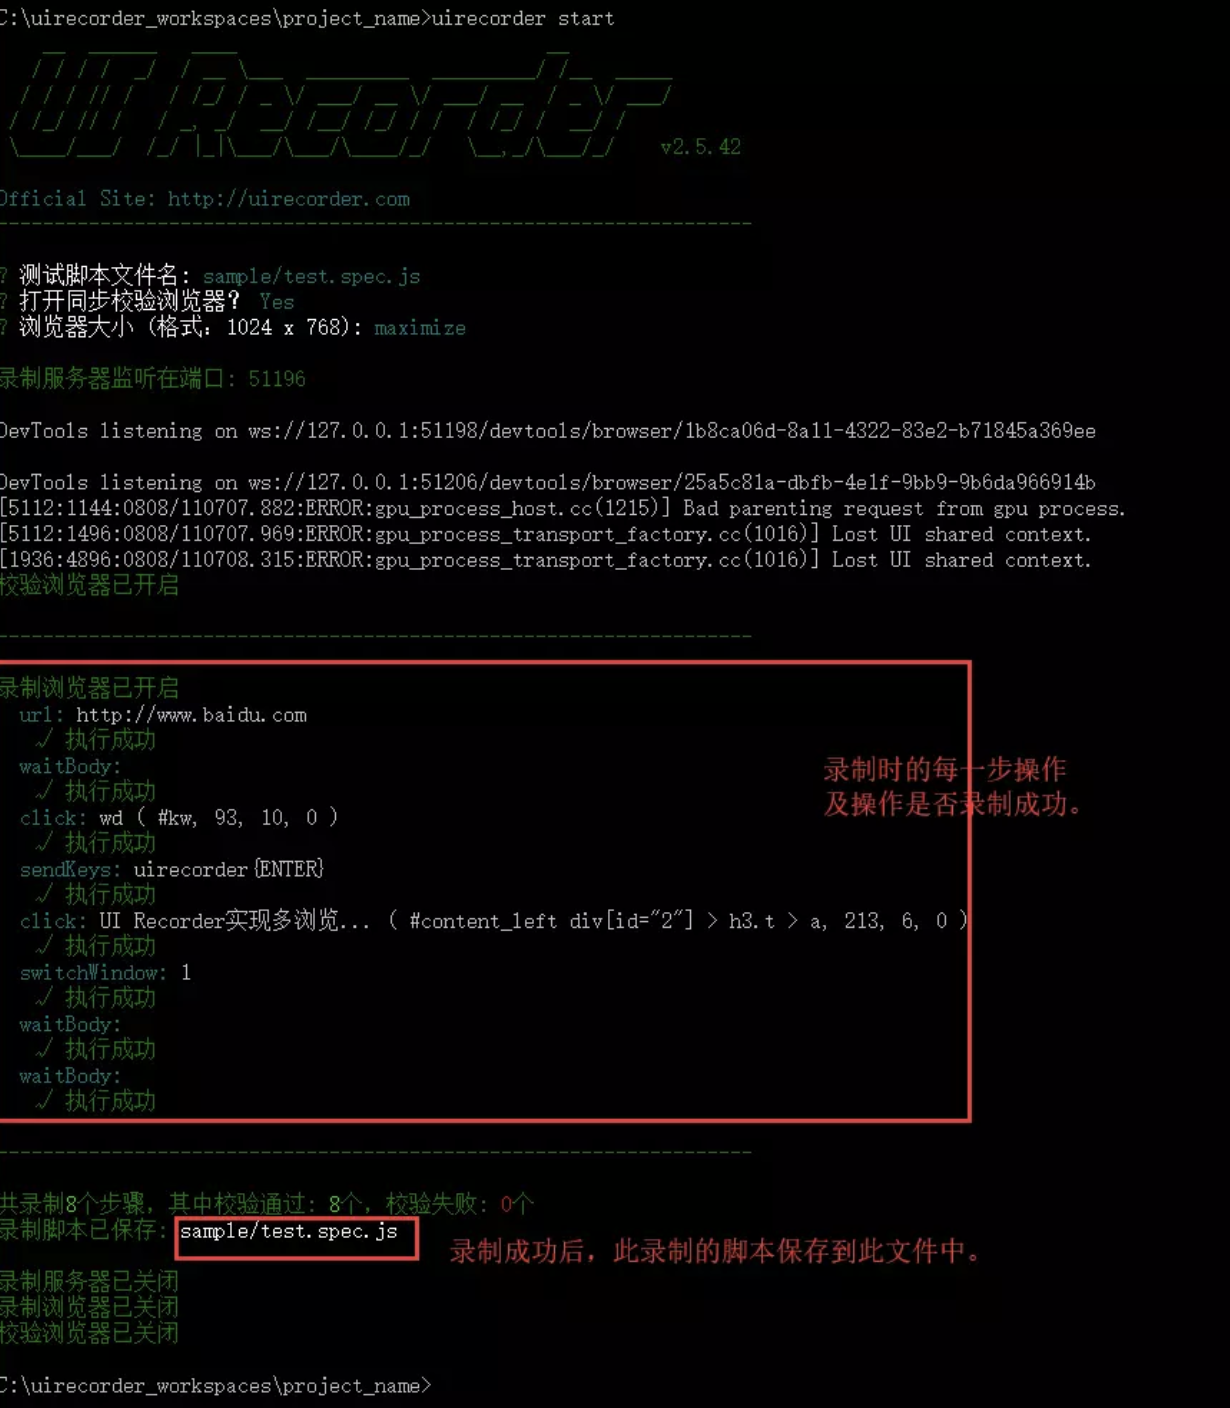 C:\uirecorder_workspaces\project_name>uirecorder start
UI Recorder v2.5.42
Official Site: http://uirecorder.com
------------------------------------------------------------------
? 测试脚本文件名: sample/test.spec.js
? 打开同步校验浏览器? Yes
? 浏览器大小 (格式: 1024 x 768): maximize
录制服务器监听在端口: 51196
DevTools listening on ws://127.0.0.1:51198/devtools/browser/1b8ca06d-8a11-4322-83e2-b71845a369ee
DevTools listening on ws://127.0.0.1:51206/devtools/browser/25a5c81a-dbfb-4e1f-9bb9-9b6da966914b
[5112:1144:0808/110707.882:ERROR:gpu_process_host.cc(1215)] Bad parenting request from gpu process.
[5112:1496:0808/110707.969:ERROR:gpu_process_transport_factory.cc(1016)] Lost UI shared context.
[1936:4896:0808/110708.315:ERROR:gpu_process_transport_factory.cc(1016)] Lost UI shared context.
校验浏览器已开启
------------------------------------------------------------------
录制浏览器已开启
url: http://www.baidu.com
√ 执行成功
waitBody:
√ 执行成功
click: wd ( #kw, 93, 10, 0 )
√ 执行成功
sendKeys: uirecorder{ENTER}
√ 执行成功
click: UI Recorder实现多浏览... ( #content_left div[id="2"] > h3.t > a, 213, 6, 0 )
√ 执行成功
switchWindow: 1
√ 执行成功
waitBody:
√ 执行成功
waitBody:
√ 执行成功
录制时的每一步操作
及操作是否录制成功。
------------------------------------------------------------------
共录制8个步骤, 其中校验通过: 8个, 校验失败: 0个
录制脚本已保存: sample/test.spec.js
录制成功后，此录制的脚本保存到此文件中。
录制服务器已关闭
录制浏览器已关闭
校验浏览器已关闭
C:\uirecorder_workspaces\project_name>